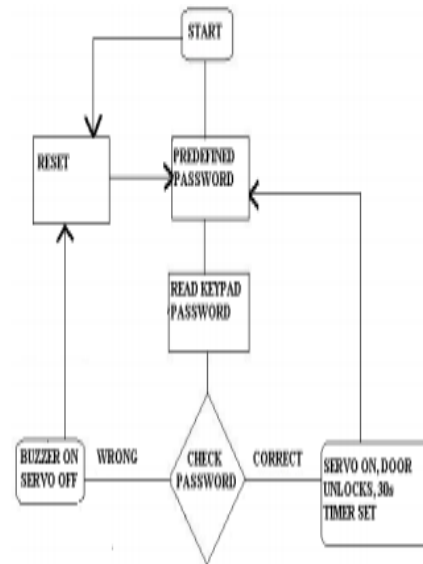 START
RESET
PREDEFINED
PASSWORD
READ KEYPAD
PASSWORD
BUZZER ON
SERVO OFF
WRONG
CHECK
PASSWORD
CORRECT
SERVO ON, DOOR
UNLOCKS, 30s
TIMER SET